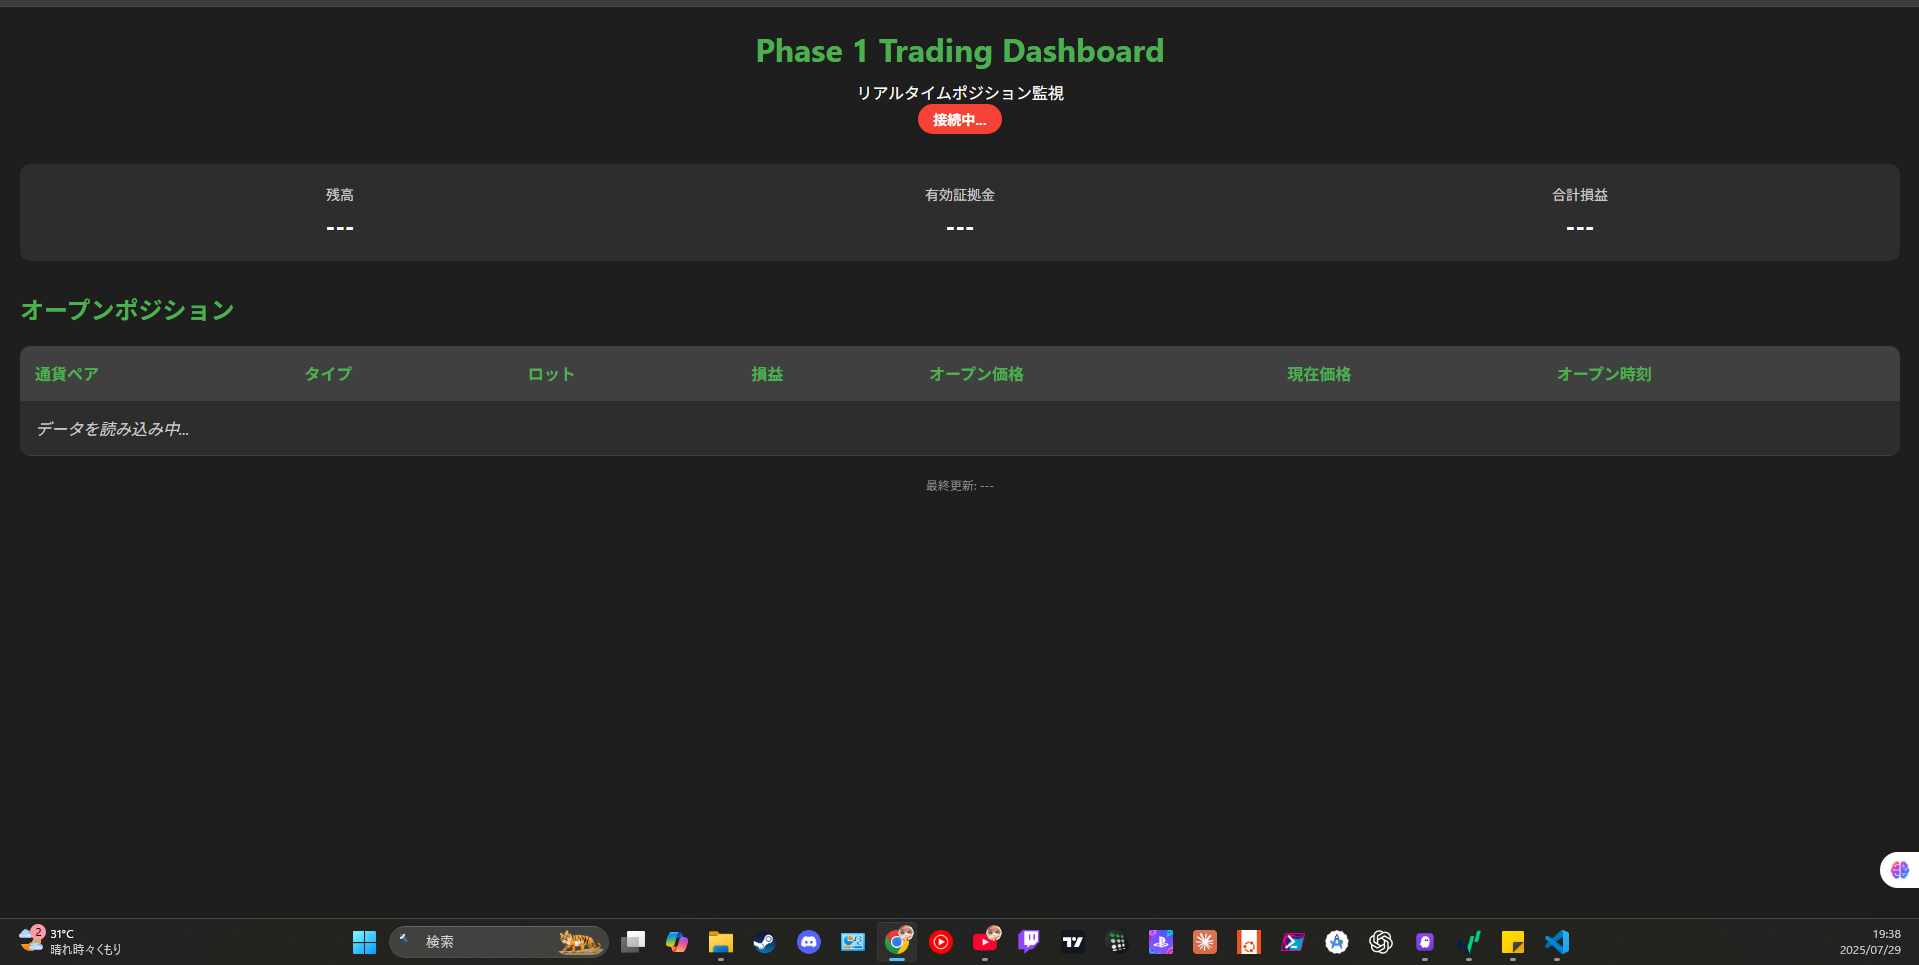 Phase 1 Trading Dashboard
リアルタイムポジション監視
接続中...
残高
有効証拠金
合計損益
---
---
---
オープンポジション
通貨ペア タイプ ロット 損益 オープン価格 現在価格 オープン時刻
データを読み込み中...
最終更新: ---
2
31°C
晴れ時々くもり
検索
19:38
2025/07/29